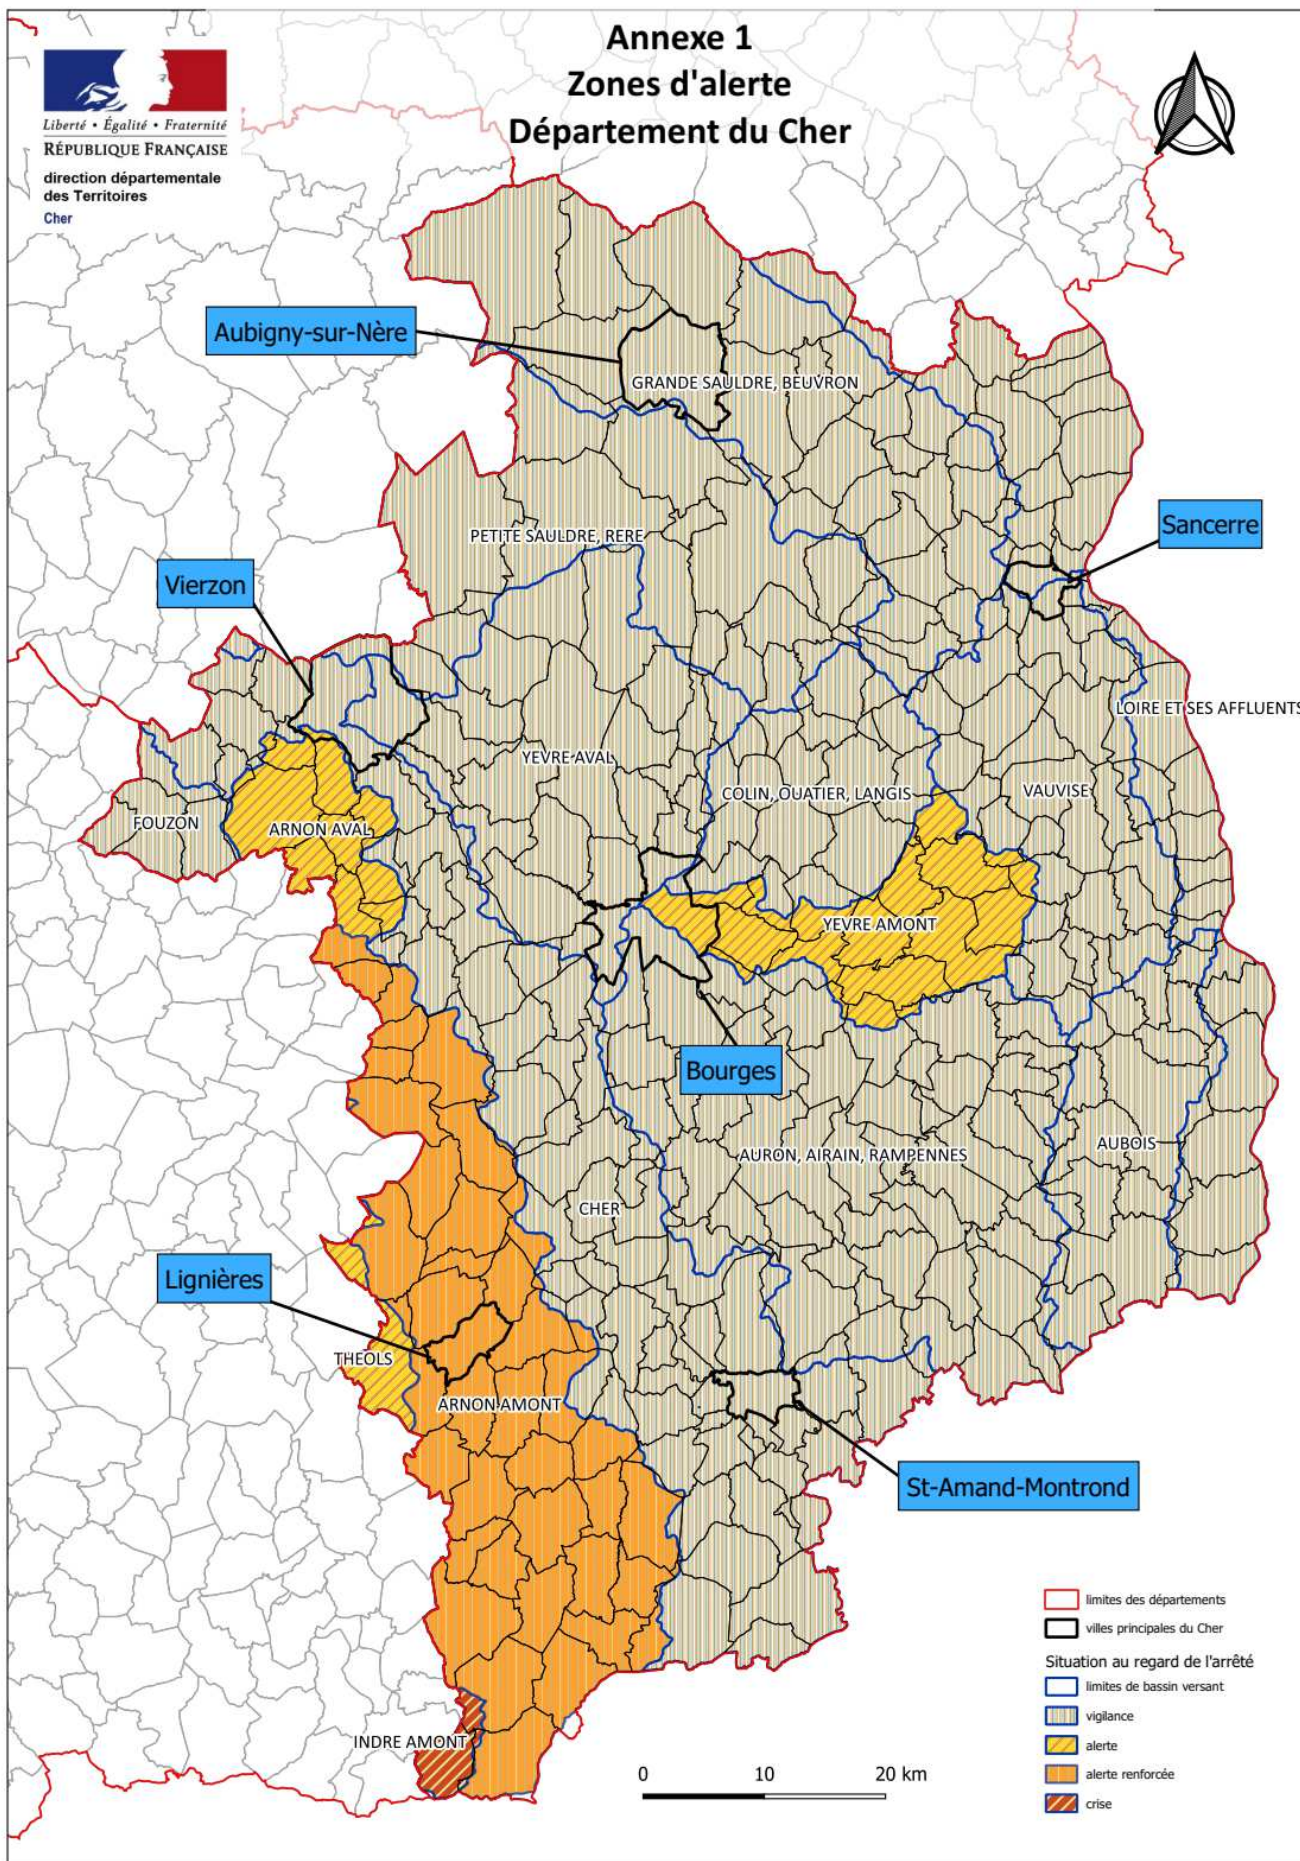 Annexe 1
Zones d'alerte
Département du Cher
Liberté • Égalité • Fraternité
RÉPUBLIQUE FRANÇAISE
direction départementale
des Territoires
Cher
Aubigny-sur-Nère
GRANDE SAULDRE, BEUVRON
Sancerre
PETITE SAULDRE, RERE
Vierzon
LOIRE ET SES AFFLUENTS
YEVRE AVAL
COLIN, OUATIER, LANGIS
VAUVISE
FOUZON
ARNON AVAL
YEVRE AMONT
Bourges
AUBOIS
AURON, AIRAIN, RAMPENNES
CHER
Lignières
THEOLS
ARNON AMONT
St-Amand-Montrond
INDRE AMONT
limites des départements
villes principales du Cher
Situation au regard de l'arrêté
limites de bassin versant
vigilance
alerte
alerte renforcée
crise
0 10 20 km